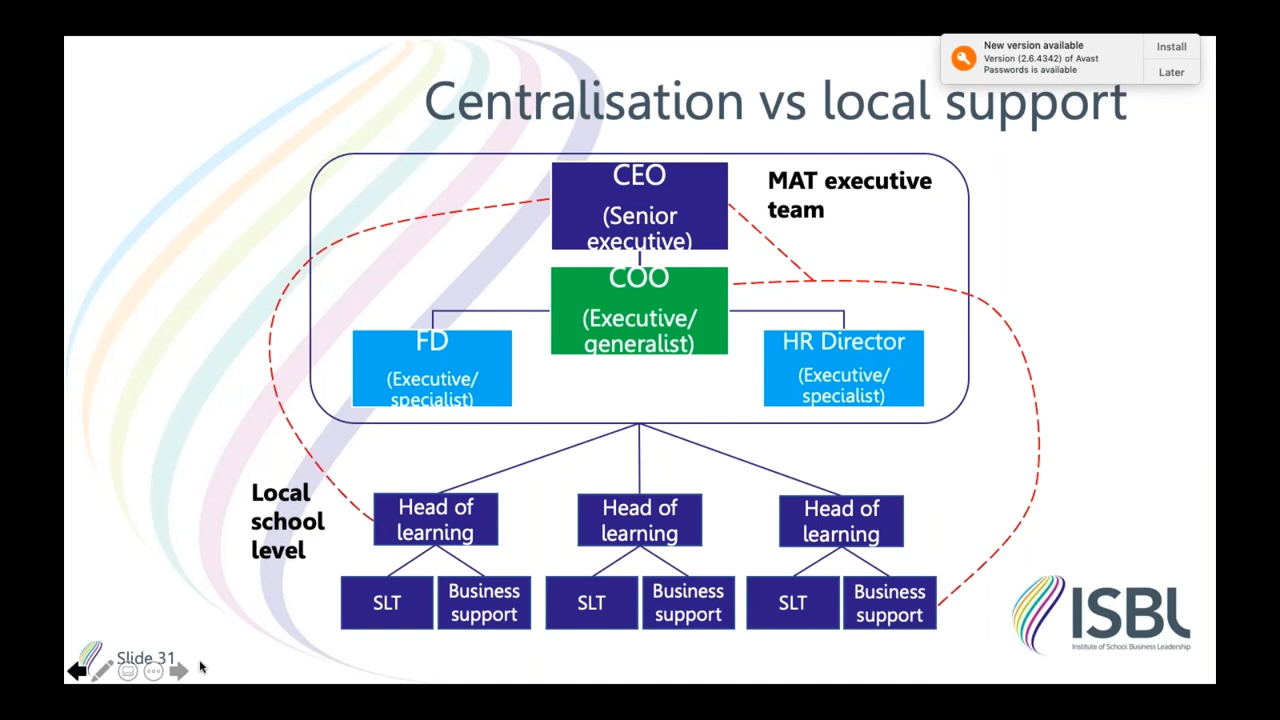 New version available
Version (2.6.4342) of Avast
Passwords is available
Install
Later
Centralisation vs local support
CEO
(Senior
executive)
MAT executive
team
COO
(Executive/
generalist)
FD
(Executive/
specialist)
HR Director
(Executive/
specialist)
Local
school
level
Head of
learning
Head of
learning
Head of
learning
SLT
Business
support
SLT
Business
support
SLT
Business
support
ISBL
Institute of School Business Leadership
Slide 31